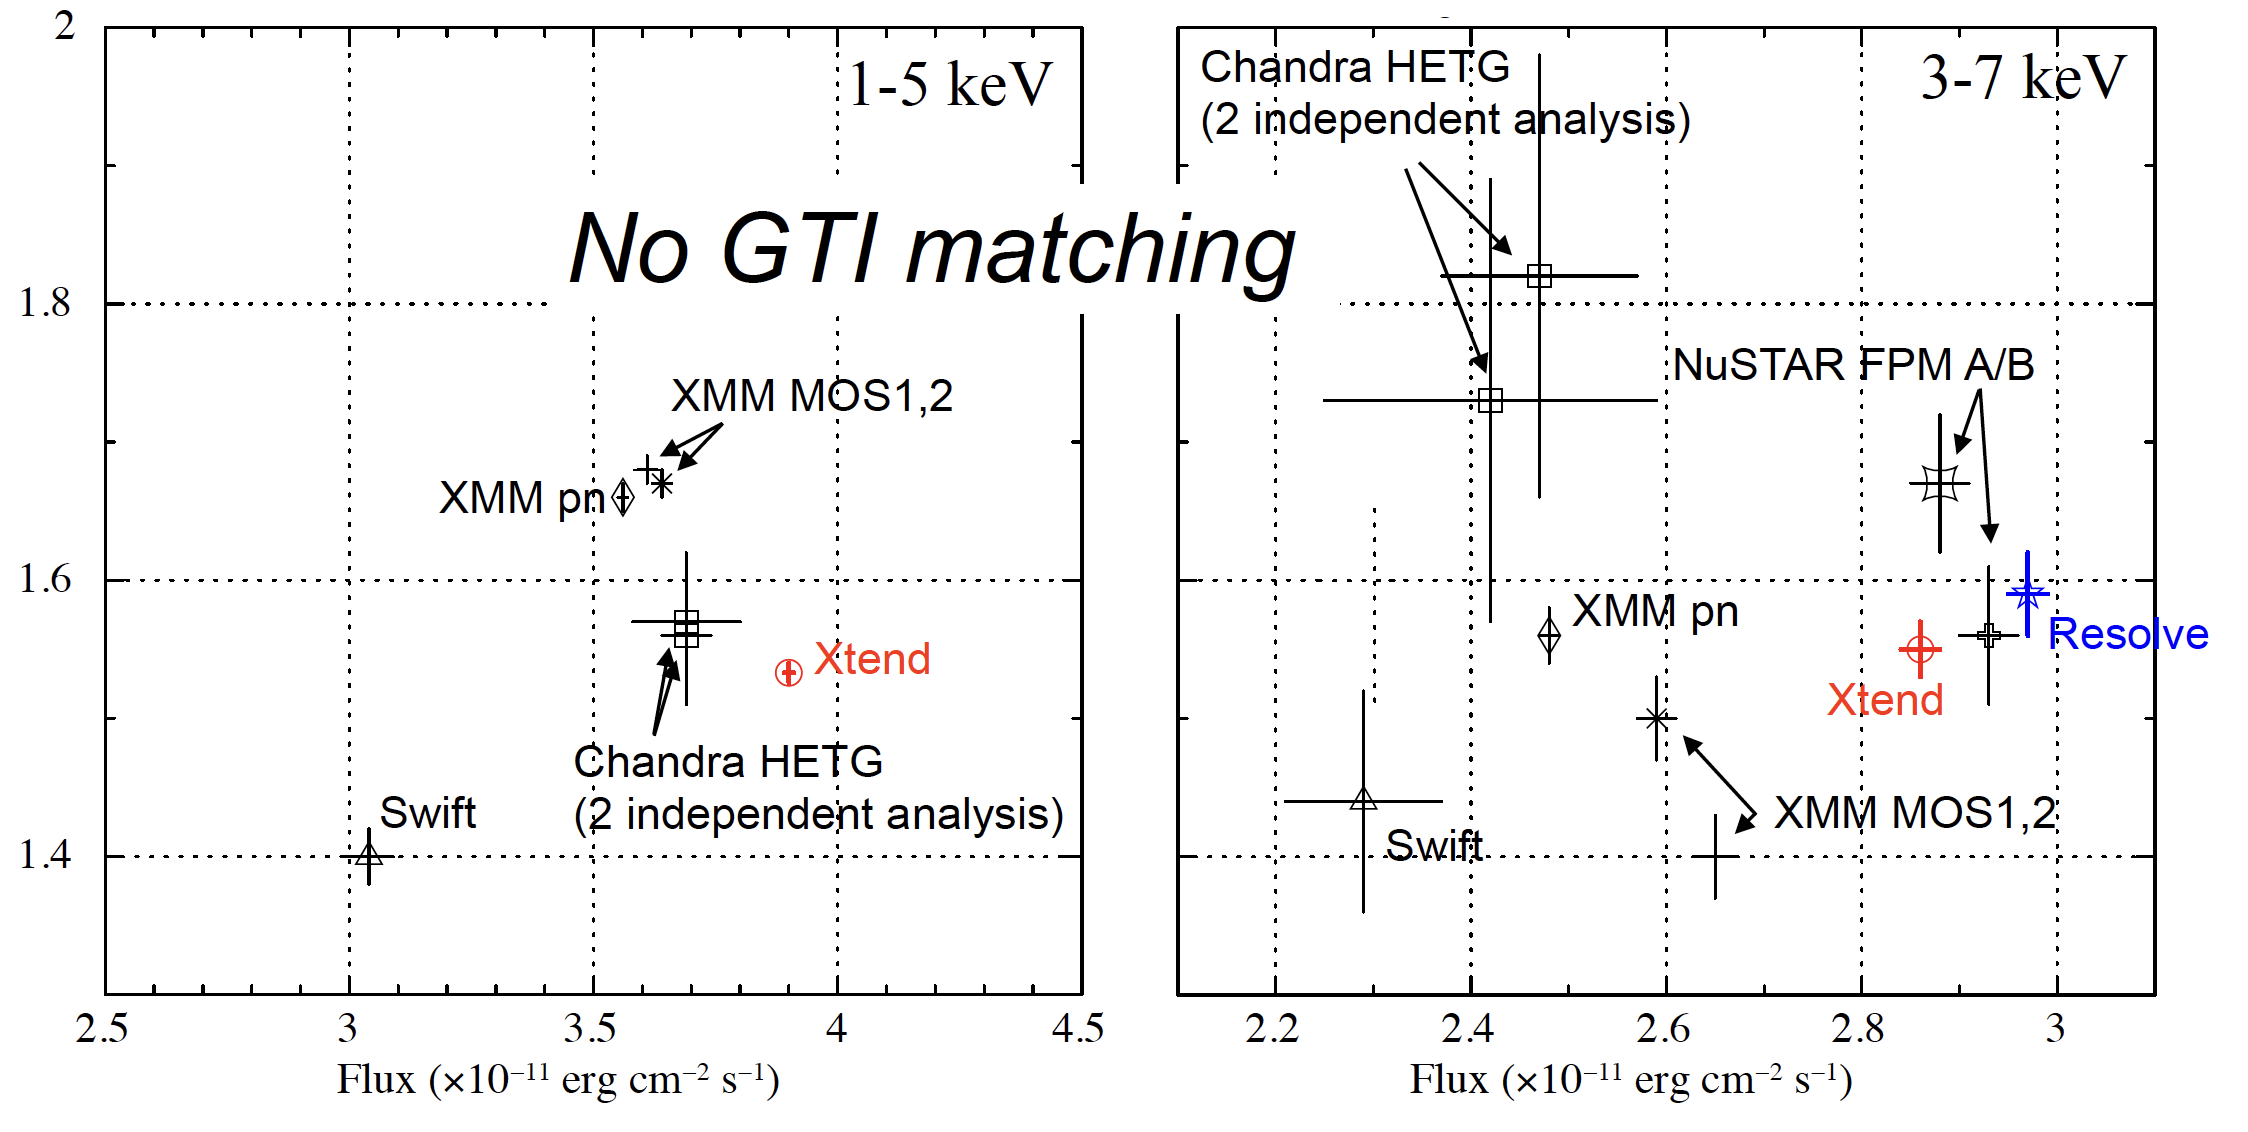 2
1.8
1.6
1.4
2.5
3
3.5
4
4.5
Flux (×10⁻¹¹ erg cm⁻² s⁻¹)
1-5 keV
XMM MOS1,2
XMM pn
Xtend
Chandra HETG
(2 independent analysis)
Swift
No GTI matching
3-7 keV
Chandra HETG
(2 independent analysis)
NuSTAR FPM A/B
XMM pn
Resolve
Xtend
XMM MOS1,2
Swift
2.2
2.4
2.6
2.8
3
Flux (×10⁻¹¹ erg cm⁻² s⁻¹)